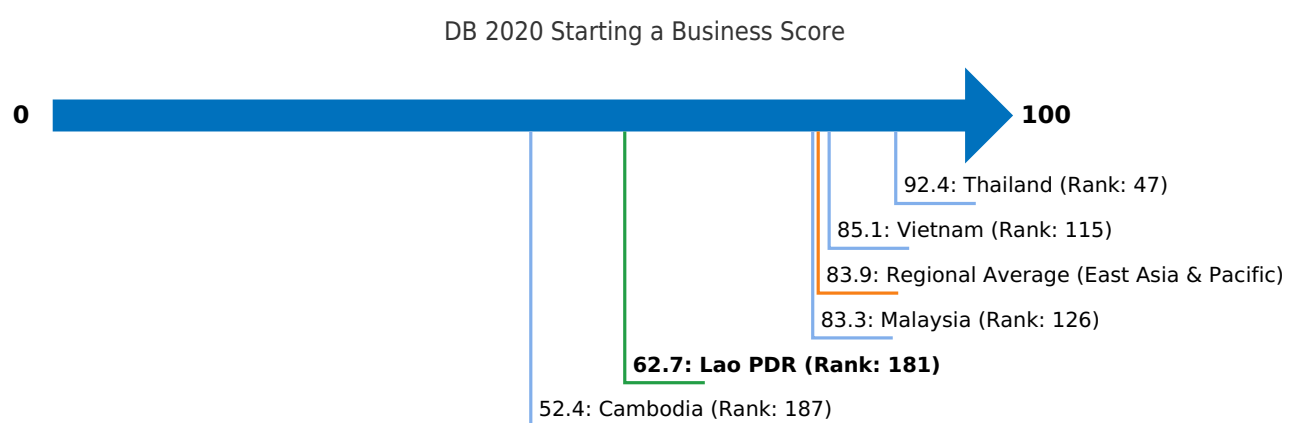 DB 2020 Starting a Business Score
0
100
92.4: Thailand (Rank: 47)
85.1: Vietnam (Rank: 115)
83.9: Regional Average (East Asia & Pacific)
83.3: Malaysia (Rank: 126)
62.7: Lao PDR (Rank: 181)
52.4: Cambodia (Rank: 187)